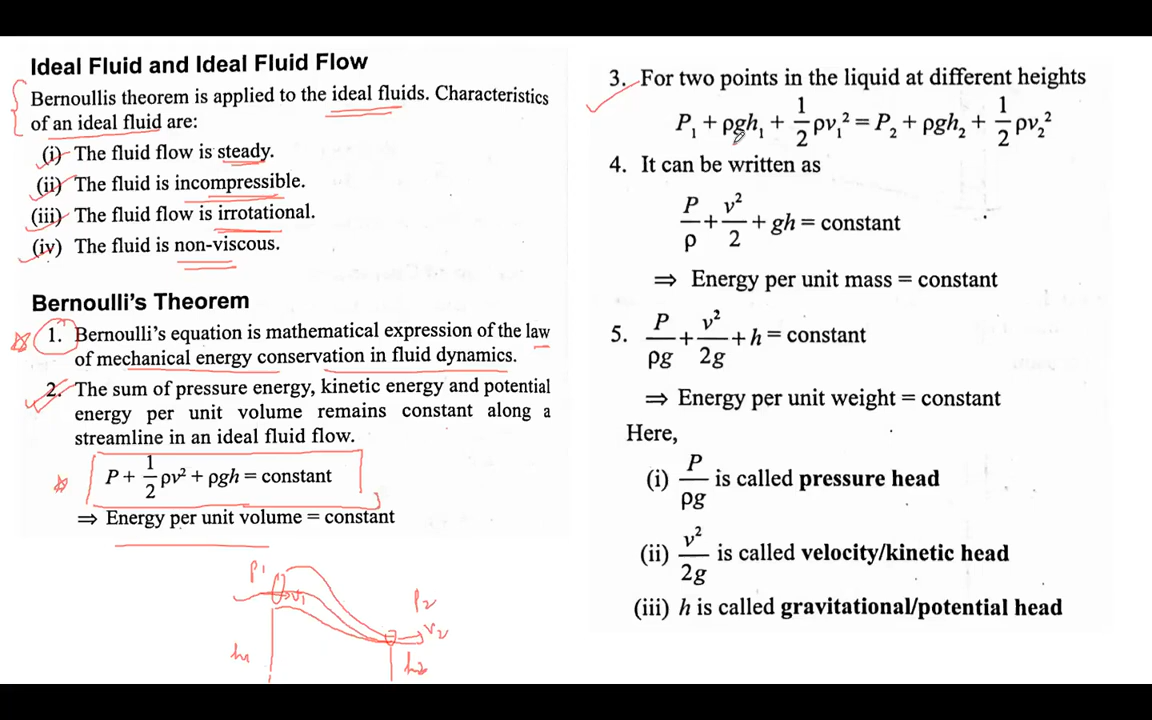 Ideal Fluid and Ideal Fluid Flow
Bernoullis theorem is applied to the ideal fluids. Characteristics
of an ideal fluid are:
(i) The fluid flow is steady.
(ii) The fluid is incompressible.
(iii) The fluid flow is irrotational.
(iv) The fluid is non-viscous.
Bernoulli's Theorem
1. Bernoulli's equation is mathematical expression of the law
of mechanical energy conservation in fluid dynamics.
2. The sum of pressure energy, kinetic energy and potential
energy per unit volume remains constant along a
streamline in an ideal fluid flow.
P + 1/2 ρv² + ρgh = constant
⇒ Energy per unit volume = constant
P1
v1
P2
v2
h1
h2
3. For two points in the liquid at different heights
P₁ + ρgh₁ + 1/2 ρv₁² = P₂ + ρgh₂ + 1/2 ρv₂²
4. It can be written as
P/ρ + v²/2 + gh = constant
⇒ Energy per unit mass = constant
5. P/ρg + v²/2g + h = constant
⇒ Energy per unit weight = constant
Here,
(i) P/ρg is called pressure head
(ii) v²/2g is called velocity/kinetic head
(iii) h is called gravitational/potential head